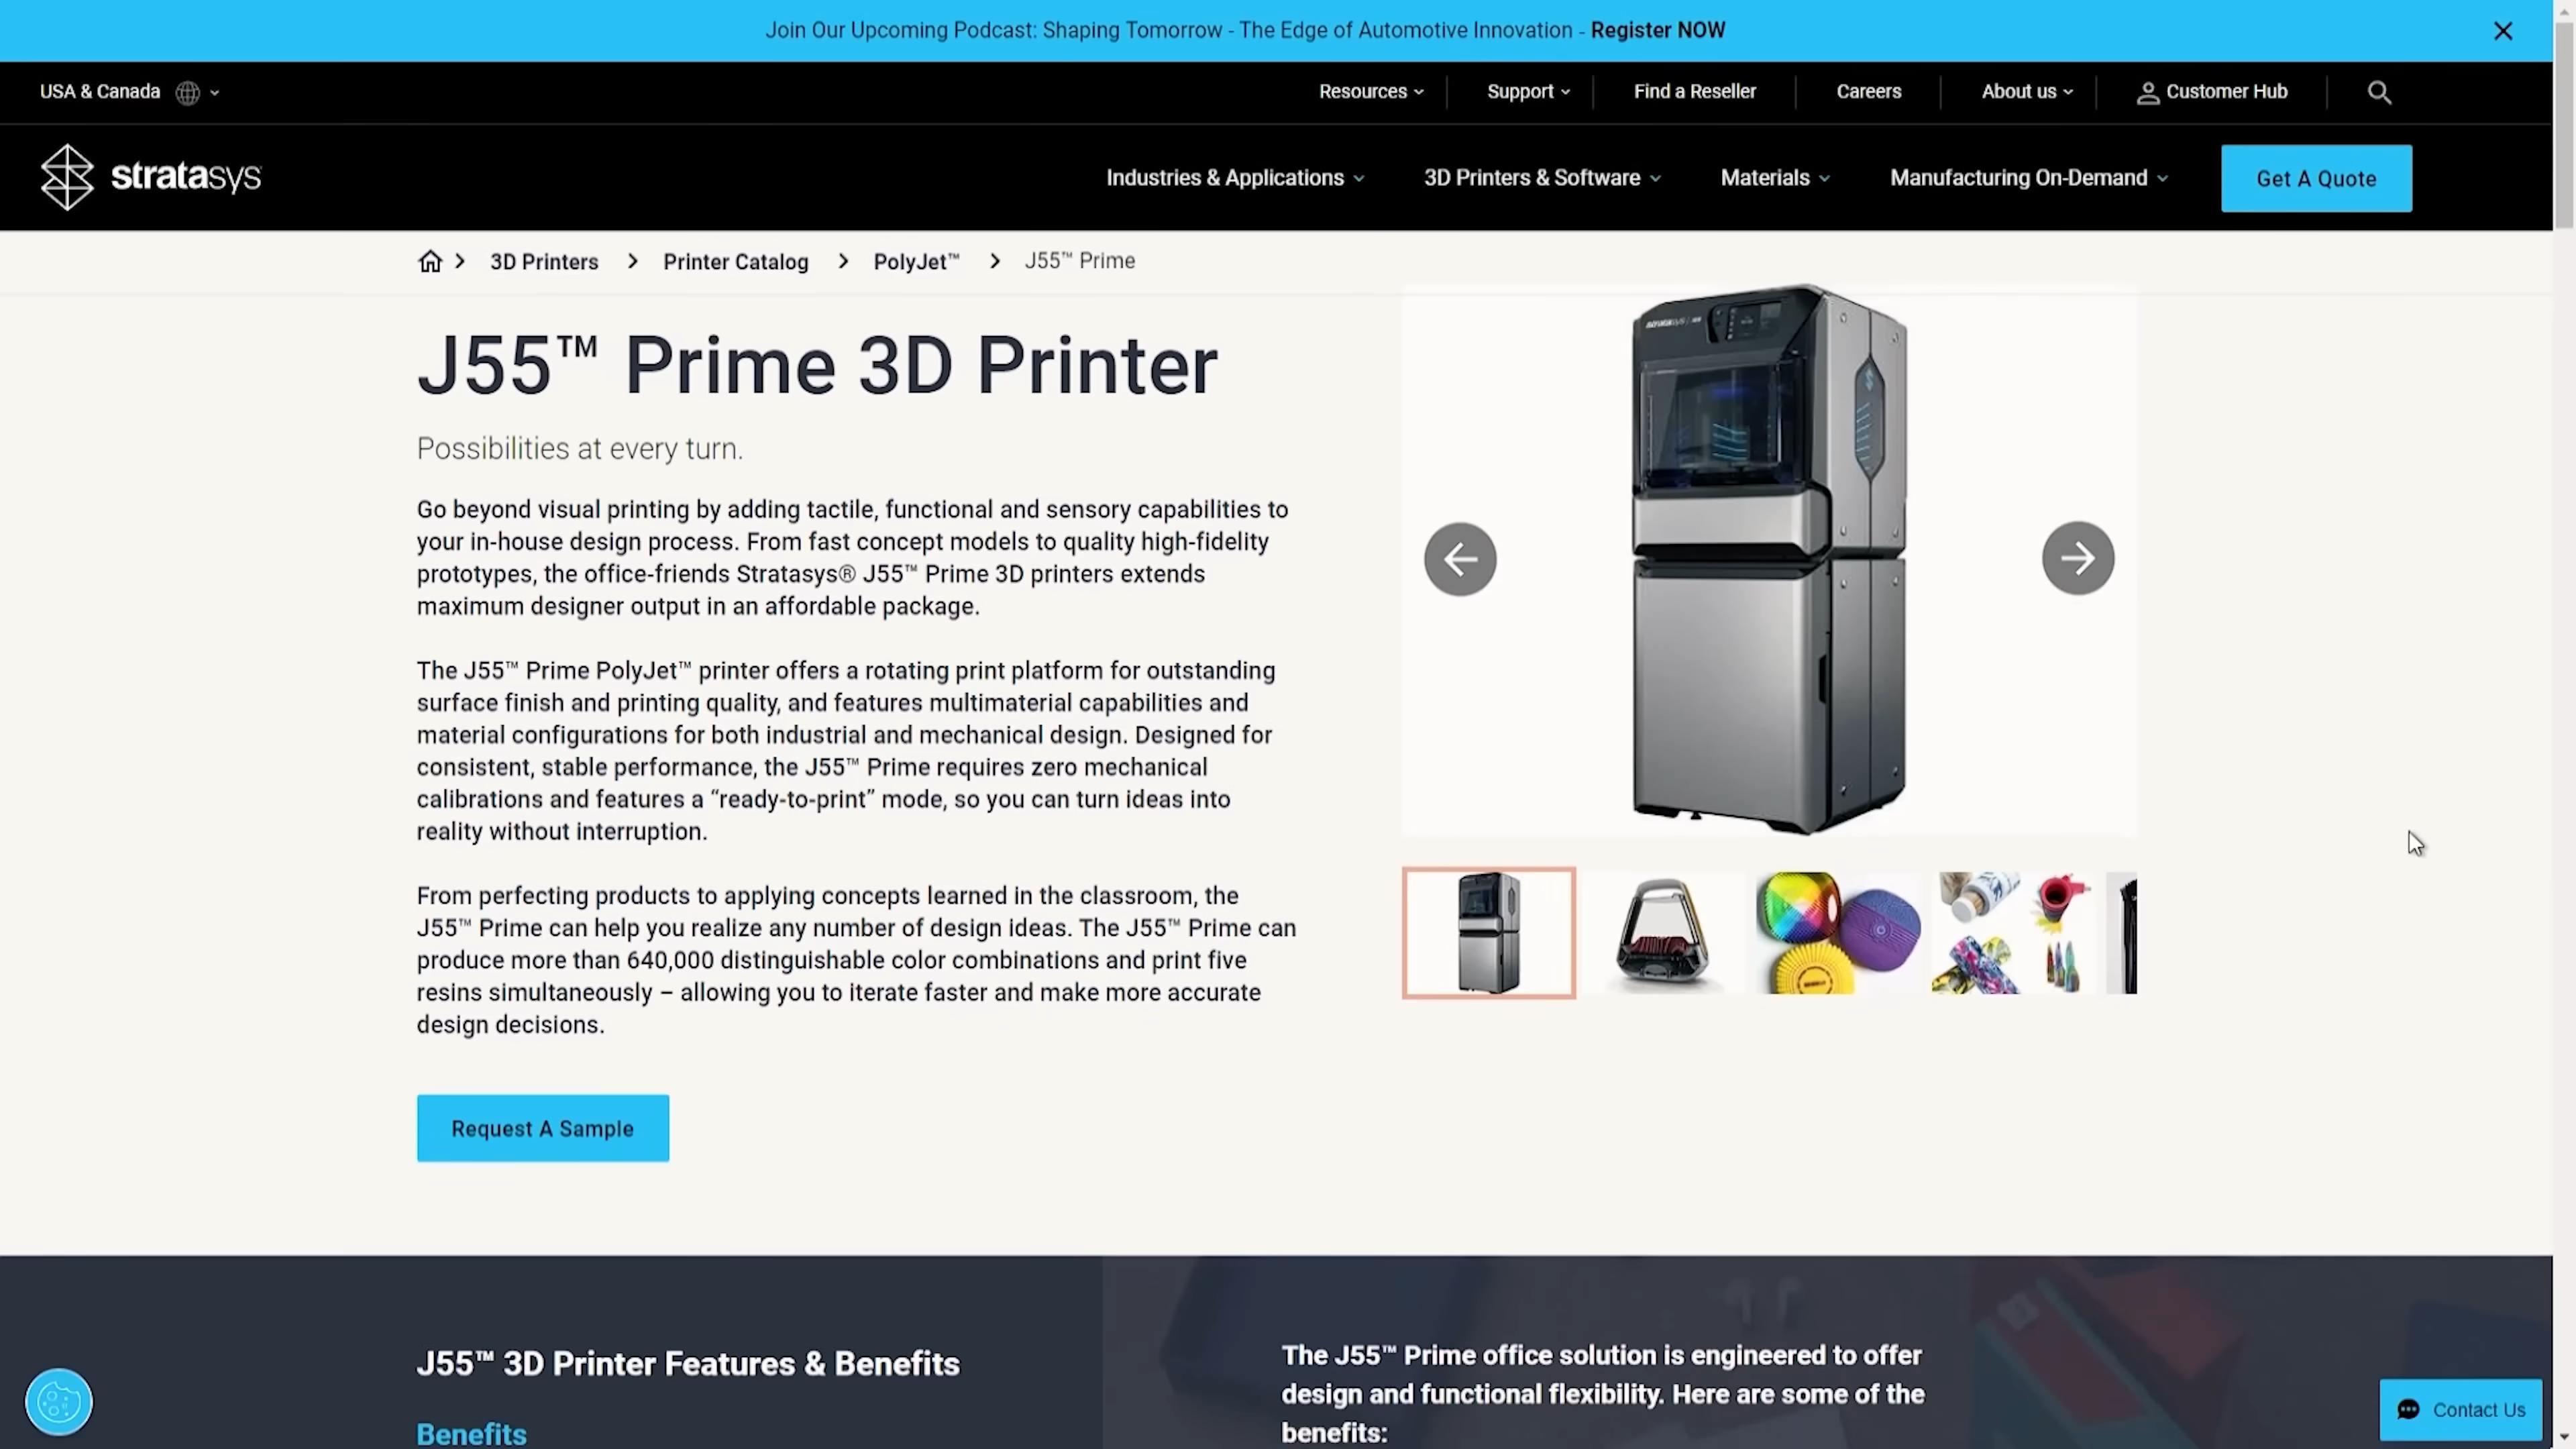 Join Our Upcoming Podcast: Shaping Tomorrow - The Edge of Automotive Innovation - Register NOW
USA & Canada
Resources
Support
Find a Reseller
Careers
About us
Customer Hub
stratasys
Industries & Applications
3D Printers & Software
Materials
Manufacturing On-Demand
Get A Quote
3D Printers
Printer Catalog
PolyJet™
J55™ Prime
J55™ Prime 3D Printer
Possibilities at every turn.
Go beyond visual printing by adding tactile, functional and sensory capabilities to
your in-house design process. From fast concept models to quality high-fidelity
prototypes, the office-friends Stratasys® J55™ Prime 3D printers extends
maximum designer output in an affordable package.
The J55™ Prime PolyJet™ printer offers a rotating print platform for outstanding
surface finish and printing quality, and features multimaterial capabilities and
material configurations for both industrial and mechanical design. Designed for
consistent, stable performance, the J55™ Prime requires zero mechanical
calibrations and features a “ready-to-print” mode, so you can turn ideas into
reality without interruption.
From perfecting products to applying concepts learned in the classroom, the
J55™ Prime can help you realize any number of design ideas. The J55™ Prime can
produce more than 640,000 distinguishable color combinations and print five
resins simultaneously – allowing you to iterate faster and make more accurate
design decisions.
Request A Sample
J55™ 3D Printer Features & Benefits
Benefits
The J55™ Prime office solution is engineered to offer
design and functional flexibility. Here are some of the
benefits:
Contact Us